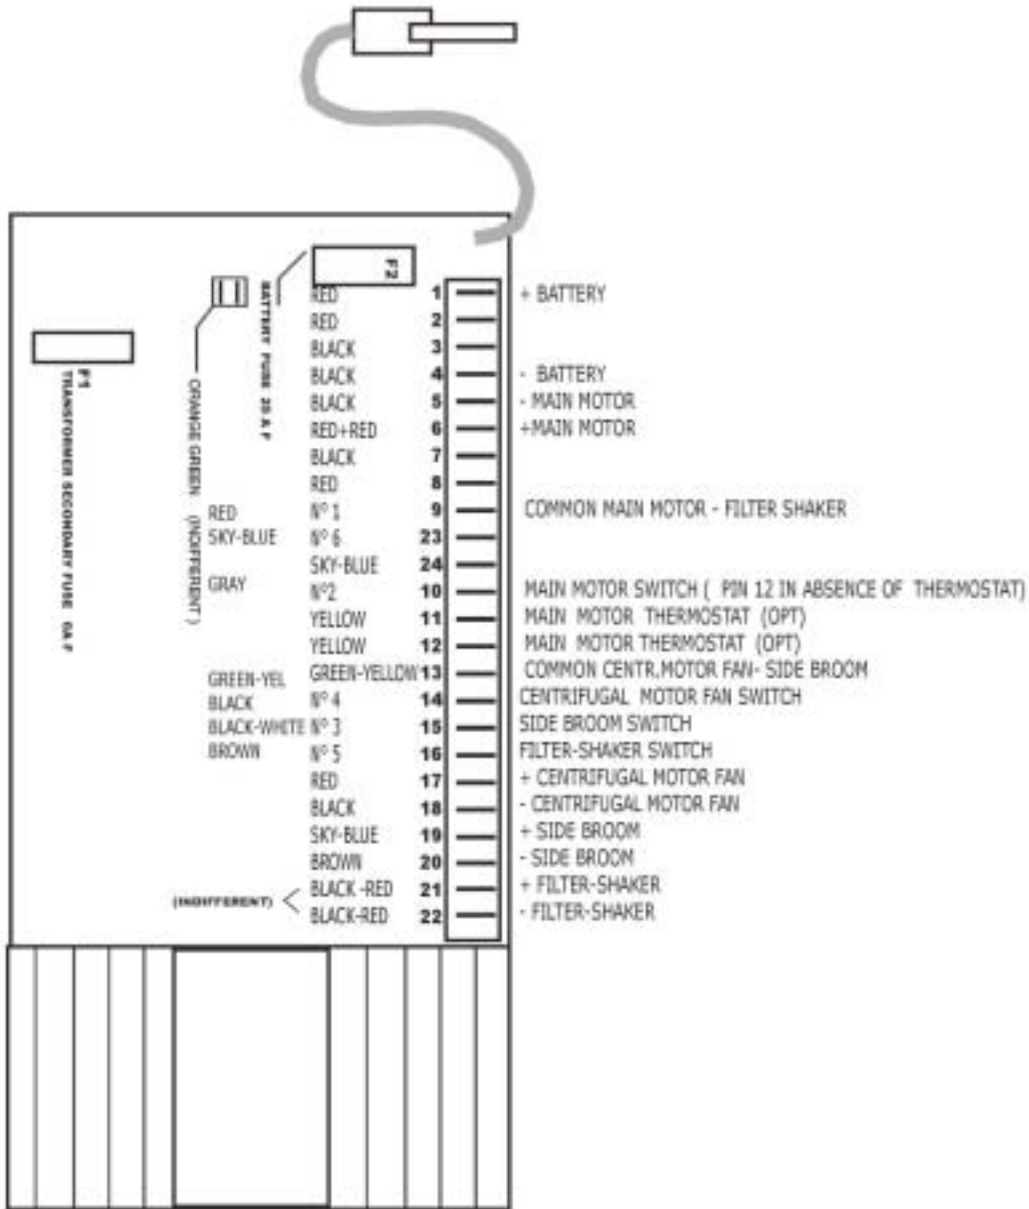 F2
RED 1 + BATTERY
RED 2
BLACK 3
BLACK 4 - BATTERY
BLACK 5 - MAIN MOTOR
RED+RED 6 +MAIN MOTOR
BLACK 7
RED 8
RED N° 1 9 COMMON MAIN MOTOR - FILTER SHAKER
SKY-BLUE N° 6 23
SKY-BLUE 24
GRAY N°2 10 MAIN MOTOR SWITCH ( PIN 12 IN ABSENCE OF THERMOSTAT)
YELLOW 11 MAIN MOTOR THERMOSTAT (OPT)
YELLOW 12 MAIN MOTOR THERMOSTAT (OPT)
GREEN-YEL GREEN-YELLOW 13 COMMON CENTR.MOTOR FAN- SIDE BROOM
BLACK N° 4 14 CENTRIFUGAL MOTOR FAN SWITCH
BLACK-WHITE N° 3 15 SIDE BROOM SWITCH
BROWN N° 5 16 FILTER-SHAKER SWITCH
RED 17 + CENTRIFUGAL MOTOR FAN
BLACK 18 - CENTRIFUGAL MOTOR FAN
SKY-BLUE 19 + SIDE BROOM
BROWN 20 - SIDE BROOM
BLACK -RED 21 + FILTER-SHAKER
(INDIFFERENT)
BLACK-RED 22 - FILTER-SHAKER
BATTERY FUSE A F
ORANGE GREEN (INDIFFERENT)
F1
TRANSFORMER SECONDARY FUSE F